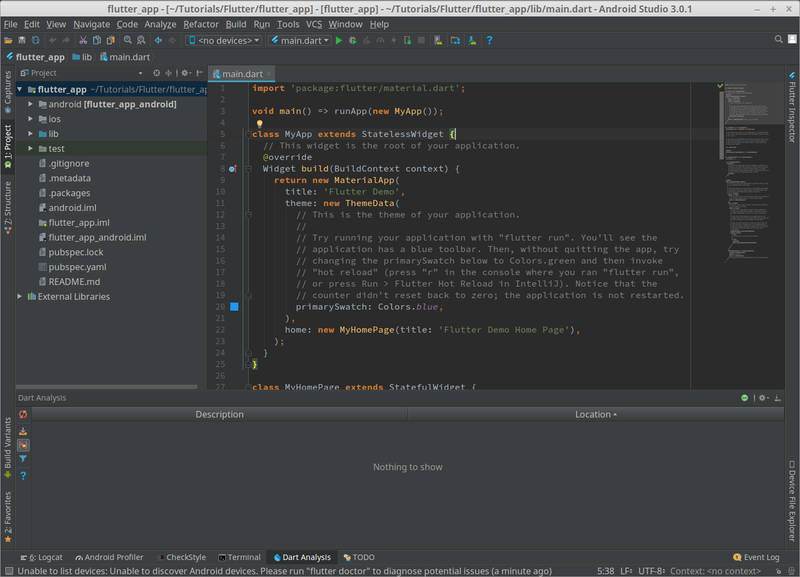 flutter_app - [~/Tutorials/Flutter/flutter_app] - [flutter_app] - ~/Tutorials/Flutter/flutter_app/lib/main.dart - Android Studio 3.0.1
File Edit View Navigate Code Analyze Refactor Build Run Tools VCS Window Help
<no devices> main.dart
flutter_app lib main.dart
Project
main.dart
flutter_app ~/Tutorials/Flutter/flutter_ap
android [flutter_app_android]
ios
lib
test
.gitignore
.metadata
.packages
android.iml
flutter_app.iml
flutter_app_android.iml
pubspec.lock
pubspec.yaml
README.md
External Libraries
Captures
1: Project
Z: Structure
Build Variants
2: Favorites
1 import 'package:flutter/material.dart';
2
3 void main() => runApp(new MyApp());
4
5 class MyApp extends StatelessWidget {
6 // This widget is the root of your application.
7 @override
8 Widget build(BuildContext context) {
9 return new MaterialApp(
10 title: 'Flutter Demo',
11 theme: new ThemeData(
12 // This is the theme of your application.
13 //
14 // Try running your application with "flutter run". You'll see the
15 // application has a blue toolbar. Then, without quitting the app, try
16 // changing the primarySwatch below to Colors.green and then invoke
17 // "hot reload" (press "r" in the console where you ran "flutter run",
18 // or press Run > Flutter Hot Reload in IntelliJ). Notice that the
19 // counter didn't reset back to zero; the application is not restarted.
20 primarySwatch: Colors.blue,
21 ),
22 home: new MyHomePage(title: 'Flutter Demo Home Page'),
23 );
24 }
25 }
26
27 class MyHomePage extends StatefulWidget {
Flutter Outline
Device File Explorer
Dart Analysis
Description Location
Nothing to show
6: Logcat Android Profiler CheckStyle Terminal Dart Analysis TODO Event Log
Unable to list devices: Unable to discover Android devices. Please run "flutter doctor" to diagnose potential issues (a minute ago) 5:38 LF÷ UTF-8÷ Context: <no context>